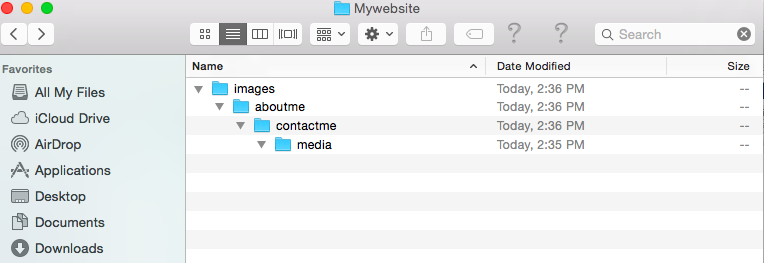 Mywebsite
? ? Search
Favorites
All My Files
iCloud Drive
AirDrop
Applications
Desktop
Documents
Downloads
Name Date Modified Size
images Today, 2:36 PM --
aboutme Today, 2:36 PM --
contactme Today, 2:36 PM --
media Today, 2:35 PM --